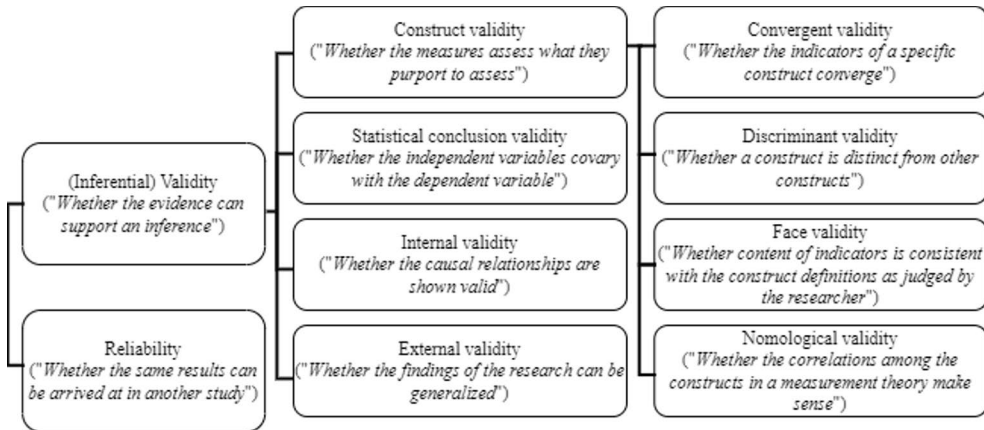 (Inferential) Validity
("Whether the evidence can
support an inference")
Reliability
("Whether the same results can
be arrived at in another study")
Construct validity
("Whether the measures assess what they
purport to assess")
Statistical conclusion validity
("Whether the independent variables covary
with the dependent variable")
Internal validity
("Whether the causal relationships are
shown valid")
External validity
("Whether the findings of the research can be
generalized")
Convergent validity
("Whether the indicators of a specific
construct converge")
Discriminant validity
("Whether a construct is distinct from other
constructs")
Face validity
("Whether content of indicators is consistent
with the construct definitions as judged by
the researcher")
Nomological validity
("Whether the correlations among the
constructs in a measurement theory make
sense")